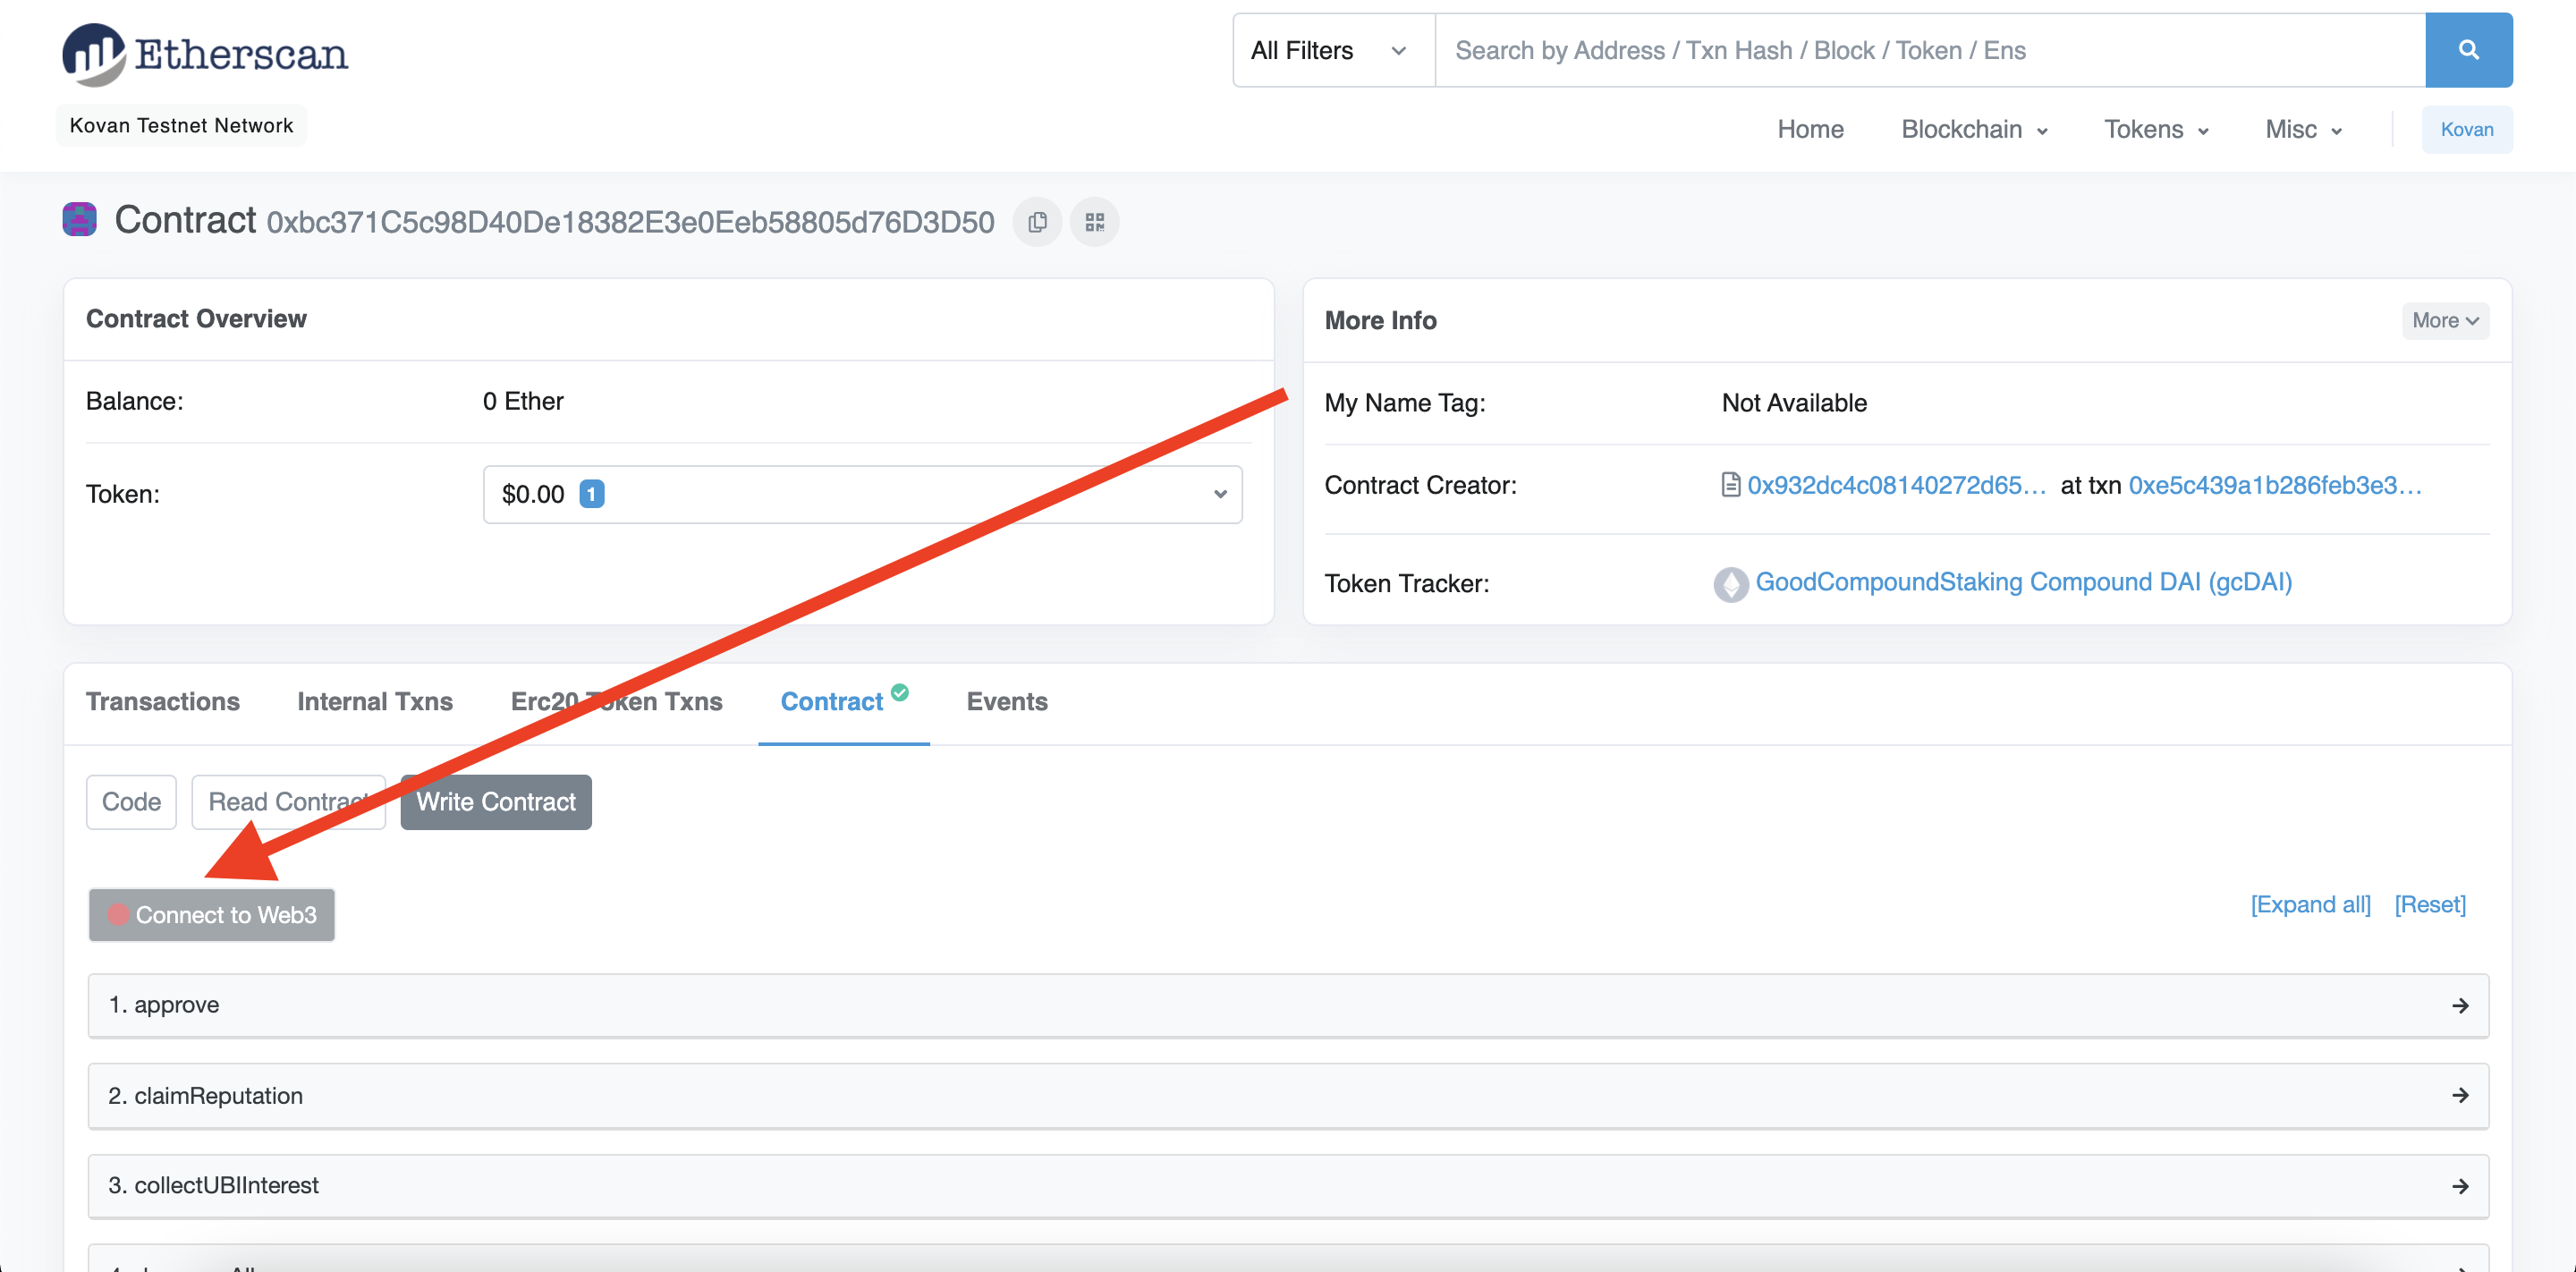 Etherscan
All Filters
Search by Address / Txn Hash / Block / Token / Ens
Kovan Testnet Network
Home Blockchain Tokens Misc Kovan
Contract 0xbc371C5c98D40De18382E3e0Eeb58805d76D3D50
Contract Overview
Balance: 0 Ether
Token: $0.00 1
More Info More
My Name Tag: Not Available
Contract Creator: 0x932dc4c08140272d65... at txn 0xe5c439a1b286feb3e3...
Token Tracker: GoodCompoundStaking Compound DAI (gcDAI)
Transactions Internal Txns Erc20 Token Txns Contract Events
Code Read Contract Write Contract
Connect to Web3 [Expand all] [Reset]
1. approve
2. claimReputation
3. collectUBIInterest